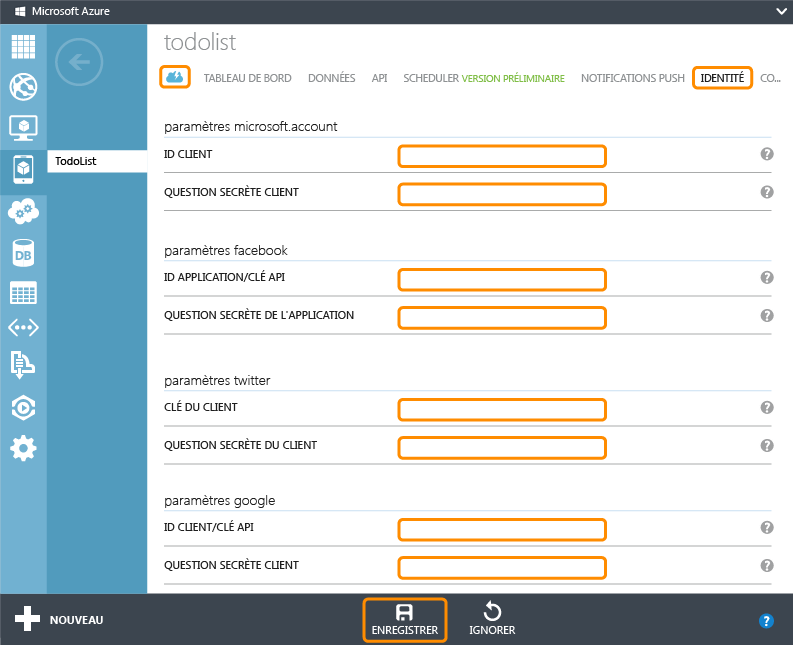 Microsoft Azure
todolist
TABLEAU DE BORD DONNÉES API SCHEDULER VERSION PRÉLIMINAIRE NOTIFICATIONS PUSH IDENTITÉ CO...
paramètres microsoft.account
TodoList
ID CLIENT ?
QUESTION SECRÈTE CLIENT ?
paramètres facebook
DB
ID APPLICATION/CLÉ API ?
QUESTION SECRÈTE DE L'APPLICATION ?
paramètres twitter
CLÉ DU CLIENT ?
QUESTION SECRÈTE DU CLIENT ?
paramètres google
ID CLIENT/CLÉ API ?
QUESTION SECRÈTE CLIENT ?
NOUVEAU ENREGISTRER IGNORER ?